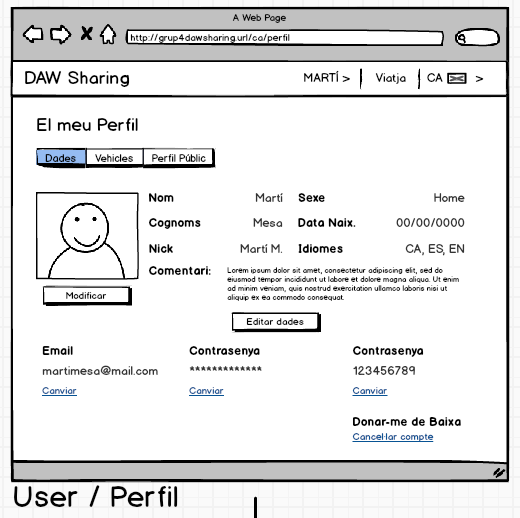 A Web Page
http://grup4dawsharing.url/ca/perfil
DAW Sharing MARTÍ > Viatja CA >
El meu Perfil
Dades Vehicles Perfil Públic
Nom Martí Sexe Home
Cognoms Mesa Data Naix. 00/00/0000
Nick Martí M. Idiomes CA, ES, EN
Comentari: Lorem ipsum dolor sit amet, consectetur adipiscing elit, sed do
eiusmod tempor incididunt ut labore et dolore magna aliqua. Ut enim
ad minim veniam, quis nostrud exercitation ullamco laboris nisi ut
aliquip ex ea commodo consequat.
Modificar
Editar dades
Email Contrasenya Contrasenya
martimesa@mail.com ************* 123456789
Canviar Canviar Canviar
Donar-me de Baixa
Cancel·lar compte
User / Perfil